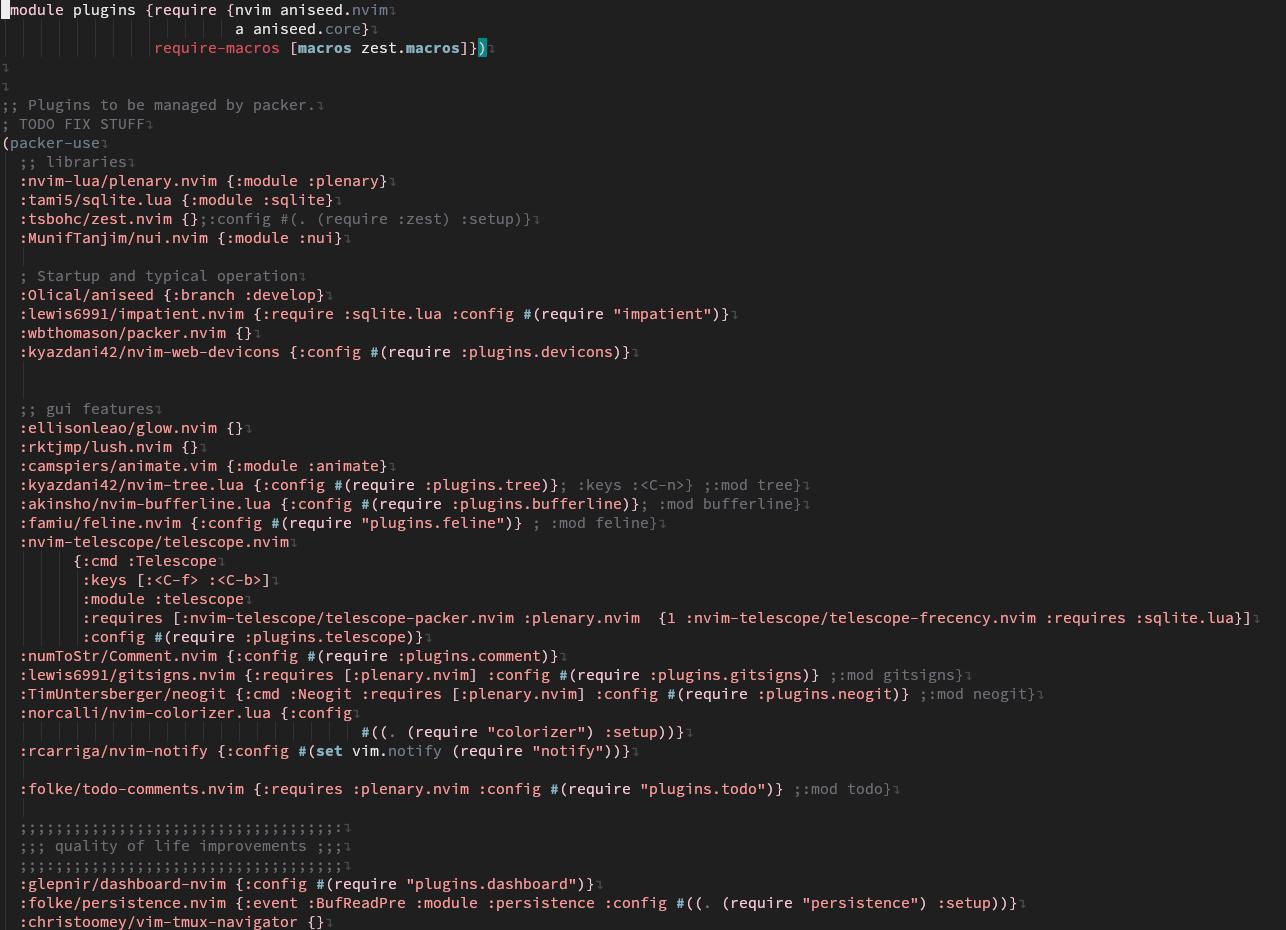 module plugins {require {nvim aniseed.nvim
                          a aniseed.core}
                 require-macros [macros zest.macros]})
;; Plugins to be managed by packer.
; TODO FIX STUFF
(packer-use
  ;; libraries
  :nvim-lua/plenary.nvim {:module :plenary}
  :tami5/sqlite.lua {:module :sqlite}
  :tsbohc/zest.nvim {};:config #(. (require :zest) :setup)}
  :MunifTanjim/nui.nvim {:module :nui}
  ; Startup and typical operation
  :Olical/aniseed {:branch :develop}
  :lewis6991/impatient.nvim {:require :sqlite.lua :config #(require "impatient")}
  :wbthomason/packer.nvim {}
  :kyazdani42/nvim-web-devicons {:config #(require :plugins.devicons)}
  ;; gui features
  :ellisonleao/glow.nvim {}
  :rktjmp/lush.nvim {}
  :camspiers/animate.vim {:module :animate}
  :kyazdani42/nvim-tree.lua {:config #(require :plugins.tree)}; :keys :<C-n>} ;:mod tree}
  :akinsho/nvim-bufferline.lua {:config #(require :plugins.bufferline)}; :mod bufferline}
  :famiu/feline.nvim {:config #(require "plugins.feline")} ; :mod feline}
  :nvim-telescope/telescope.nvim
        {:cmd :Telescope
         :keys [:<C-f> :<C-b>]
         :module :telescope
         :requires [:nvim-telescope/telescope-packer.nvim :plenary.nvim  {1 :nvim-telescope/telescope-frecency.nvim :requires :sqlite.lua}]
         :config #(require :plugins.telescope)}
  :numToStr/Comment.nvim {:config #(require :plugins.comment)}
  :lewis6991/gitsigns.nvim {:requires [:plenary.nvim] :config #(require :plugins.gitsigns)} ;:mod gitsigns}
  :TimUntersberger/neogit {:cmd :Neogit :requires [:plenary.nvim] :config #(require :plugins.neogit)} ;:mod neogit}
  :norcalli/nvim-colorizer.lua {:config
                                        #((. (require "colorizer") :setup))}
  :rcarriga/nvim-notify {:config #(set vim.notify (require "notify"))}
  :folke/todo-comments.nvim {:requires :plenary.nvim :config #(require "plugins.todo")} ;:mod todo}
  ;;;;;;;;;;;;;;;;;;;;;;;;;;;;;;;;;;;:
  ;;; quality of life improvements ;;;
  ;;;:;;;;;;;;;;;;;;;;;;;;;;;;;;;;;;;;
  :glepnir/dashboard-nvim {:config #(require "plugins.dashboard")}
  :folke/persistence.nvim {:event :BufReadPre :module :persistence :config #((. (require "persistence") :setup))}
  :christoomey/vim-tmux-navigator {}